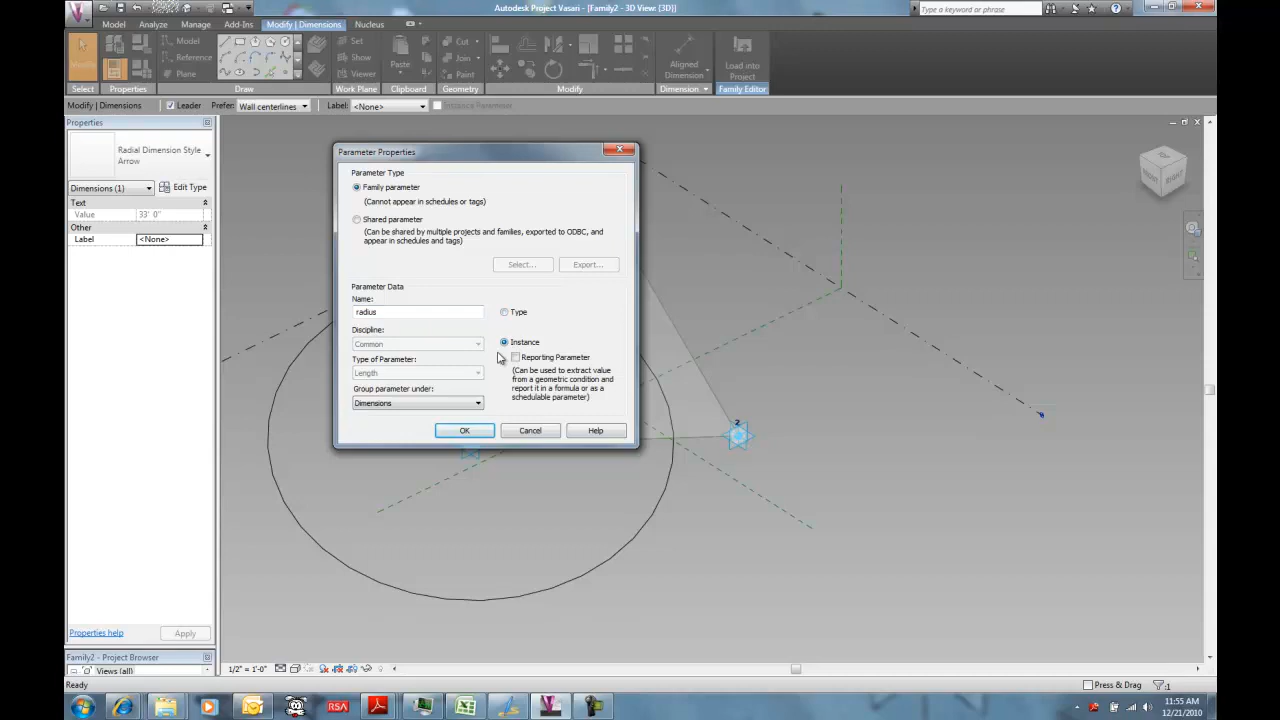 Autodesk Project Vasari - [Family2 - 3D View: {3D}]
Type a keyword or phrase
Model Analyze Manage Add-Ins Modify | Dimensions Nucleus
Model Set Cut
Reference Show Join
Modify Plane Viewer Paste Paint Aligned Dimension Load into Project
Select Properties Draw Work Plane Clipboard Geometry Modify Dimension Family Editor
Modify | Dimensions Leader Prefer: Wall centerlines Label: <None> Instance Parameter
Properties
Radial Dimension Style
Arrow
Dimensions (1) Edit Type
Text
Value 33' 0"
Other
Label <None>
Parameter Properties
Parameter Type
Family parameter
(Cannot appear in schedules or tags)
Shared parameter
(Can be shared by multiple projects and families, exported to ODBC, and
appear in schedules and tags)
Select... Export...
Parameter Data
Name:
radius Type
Discipline:
Common Instance
Type of Parameter: Reporting Parameter
Length (Can be used to extract value
from a geometric condition and
report it in a formula or as a
schedulable parameter)
Group parameter under:
Dimensions
OK Cancel Help
2
TOP
FRONT RIGHT
Properties help Apply
Family2 - Project Browser
Views (all)
1/2" = 1'-0"
Ready Press & Drag :1
RSA
11:55 AM
12/21/2010